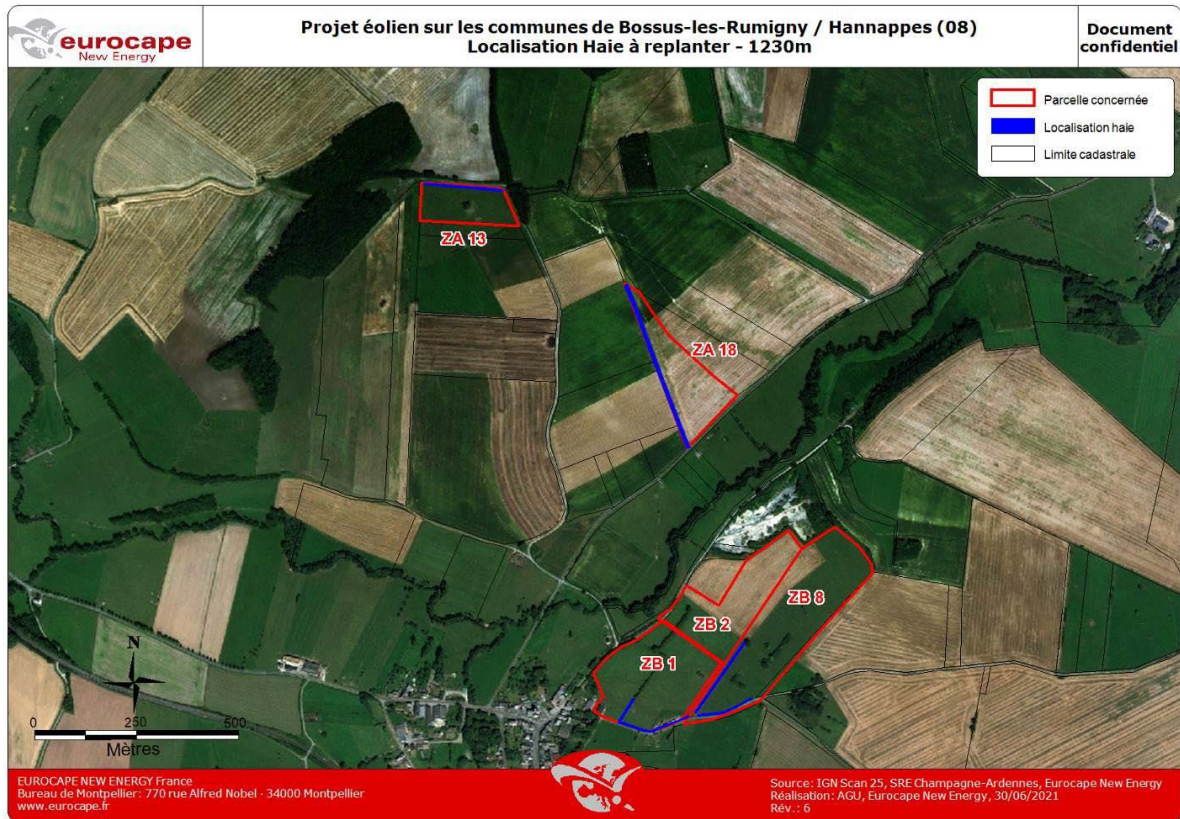 eurocape
New Energy
Projet éolien sur les communes de Bossus-les-Rumigny / Hannappes (08)
Localisation Haie à replanter - 1230m
Document
confidentiel
Parcelle concernée
Localisation haie
Limite cadastrale
ZA 13
ZA 18
ZB 8
ZB 2
ZB 1
N
0 250 500
Mètres
EUROCAPE NEW ENERGY France
Bureau de Montpellier: 770 rue Alfred Nobel - 34000 Montpellier
www.eurocape.fr
Source: IGN Scan 25, SRE Champagne-Ardennes, Eurocape New Energy
Réalisation: AGU, Eurocape New Energy, 30/06/2021
Rév.: 6